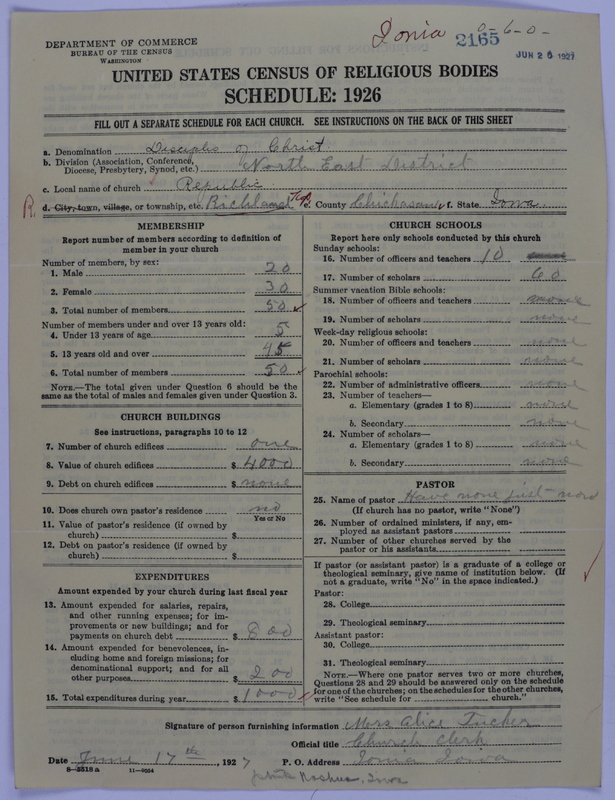 Ionia 0-6-0-
DEPARTMENT OF COMMERCE
BUREAU OF THE CENSUS
WASHINGTON
2165
JUN 25 1927
UNITED STATES CENSUS OF RELIGIOUS BODIES
SCHEDULE: 1926
FILL OUT A SEPARATE SCHEDULE FOR EACH CHURCH. SEE INSTRUCTIONS ON THE BACK OF THIS SHEET
a. Denomination Disciple of Christ
b. Division (Association, Conference, Diocese, Presbytery, Synod, etc.) North East District
c. Local name of church Republic
R. d. City, town, village, or township, etc. Richland Twp e. County Chickasaw f. State Iowa
MEMBERSHIP
Report number of members according to definition of
member in your church
Number of members, by sex:
1. Male 20
2. Female 30
3. Total number of members 50
Number of members under and over 13 years old:
4. Under 13 years of age 5
5. 13 years old and over 45
6. Total number of members 50
NOTE.—The total given under Question 6 should be the
same as the total of males and females given under Question 3.
CHURCH BUILDINGS
See instructions, paragraphs 10 to 12
7. Number of church edifices one
8. Value of church edifices $ 4000
9. Debt on church edifices $ none
10. Does church own pastor's residence? no
Yes or No
11. Value of pastor's residence (if owned by
church) $
12. Debt on pastor's residence (if owned by
church) $
EXPENDITURES
Amount expended by your church during last fiscal year
13. Amount expended for salaries, repairs,
and other running expenses; for im-
provements or new buildings; and for
payments on church debt $ 800
14. Amount expended for benevolences, in-
cluding home and foreign missions; for
denominational support; and for all
other purposes $ 200
15. Total expenditures during year $ 1000
CHURCH SCHOOLS
Report here only schools conducted by this church
Sunday schools:
16. Number of officers and teachers 10
17. Number of scholars 60
Summer vacation Bible schools:
18. Number of officers and teachers none
19. Number of scholars none
Week-day religious schools:
20. Number of officers and teachers none
21. Number of scholars none
Parochial schools:
22. Number of administrative officers none
23. Number of teachers—
a. Elementary (grades 1 to 8) none
b. Secondary none
24. Number of scholars—
a. Elementary (grades 1 to 8) none
b. Secondary none
PASTOR
25. Name of pastor Have none just now
(If church has no pastor, write "None")
26. Number of ordained ministers, if any, em-
ployed as assistant pastors
27. Number of other churches served by the
pastor or his assistants
If pastor (or assistant pastor) is a graduate of a college or
theological seminary, give name of institution below. (If
not a graduate, write "No" in the space indicated.)
Pastor:
28. College
29. Theological seminary
Assistant pastor:
30. College
31. Theological seminary
NOTE.—Where one pastor serves two or more churches,
Questions 28 and 29 should be answered only on the schedule
for one of the churches; on the schedules for the other churches,
write "See schedule for church."
Signature of person furnishing information Mrs Alice Tucker
Official title Church Clerk
Date June 17th, 1927 P. O. Address Ionia Iowa
8-3318a 11-9504
Nashua, Iowa